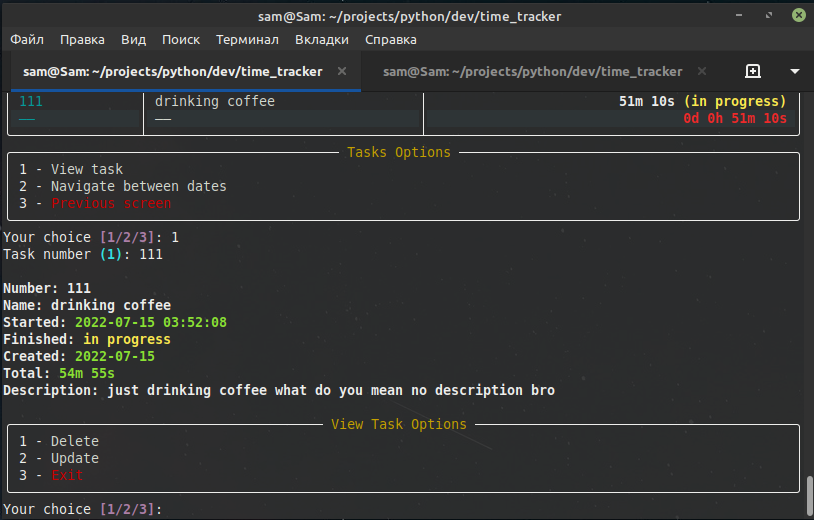 sam@Sam: ~/projects/python/dev/time_tracker
Файл Правка Вид Поиск Терминал Вкладки Справка
sam@Sam: ~/projects/python/dev/time_tracker × sam@Sam: ~/projects/python/dev/time_tracker ×
111 drinking coffee 51m 10s (in progress)
—— —— 0d 0h 51m 10s
Tasks Options
1 - View task
2 - Navigate between dates
3 - Previous screen
Your choice [1/2/3]: 1
Task number (1): 111
Number: 111
Name: drinking coffee
Started: 2022-07-15 03:52:08
Finished: in progress
Created: 2022-07-15
Total: 54m 55s
Description: just drinking coffee what do you mean no description bro
View Task Options
1 - Delete
2 - Update
3 - Exit
Your choice [1/2/3]: